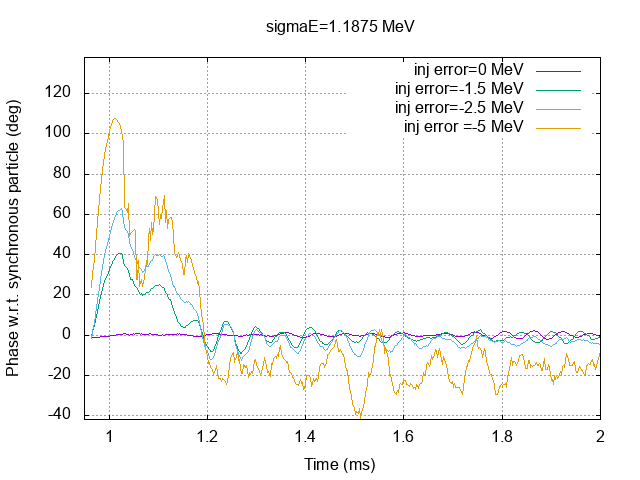 sigmaE=1.1875 MeV
inj error=0 MeV
inj error=-1.5 MeV
inj error=-2.5 MeV
inj error =-5 MeV
120
100
80
60
40
20
0
-20
-40
Phase w.r.t. synchronous particle (deg)
1 1.2 1.4 1.6 1.8 2
Time (ms)